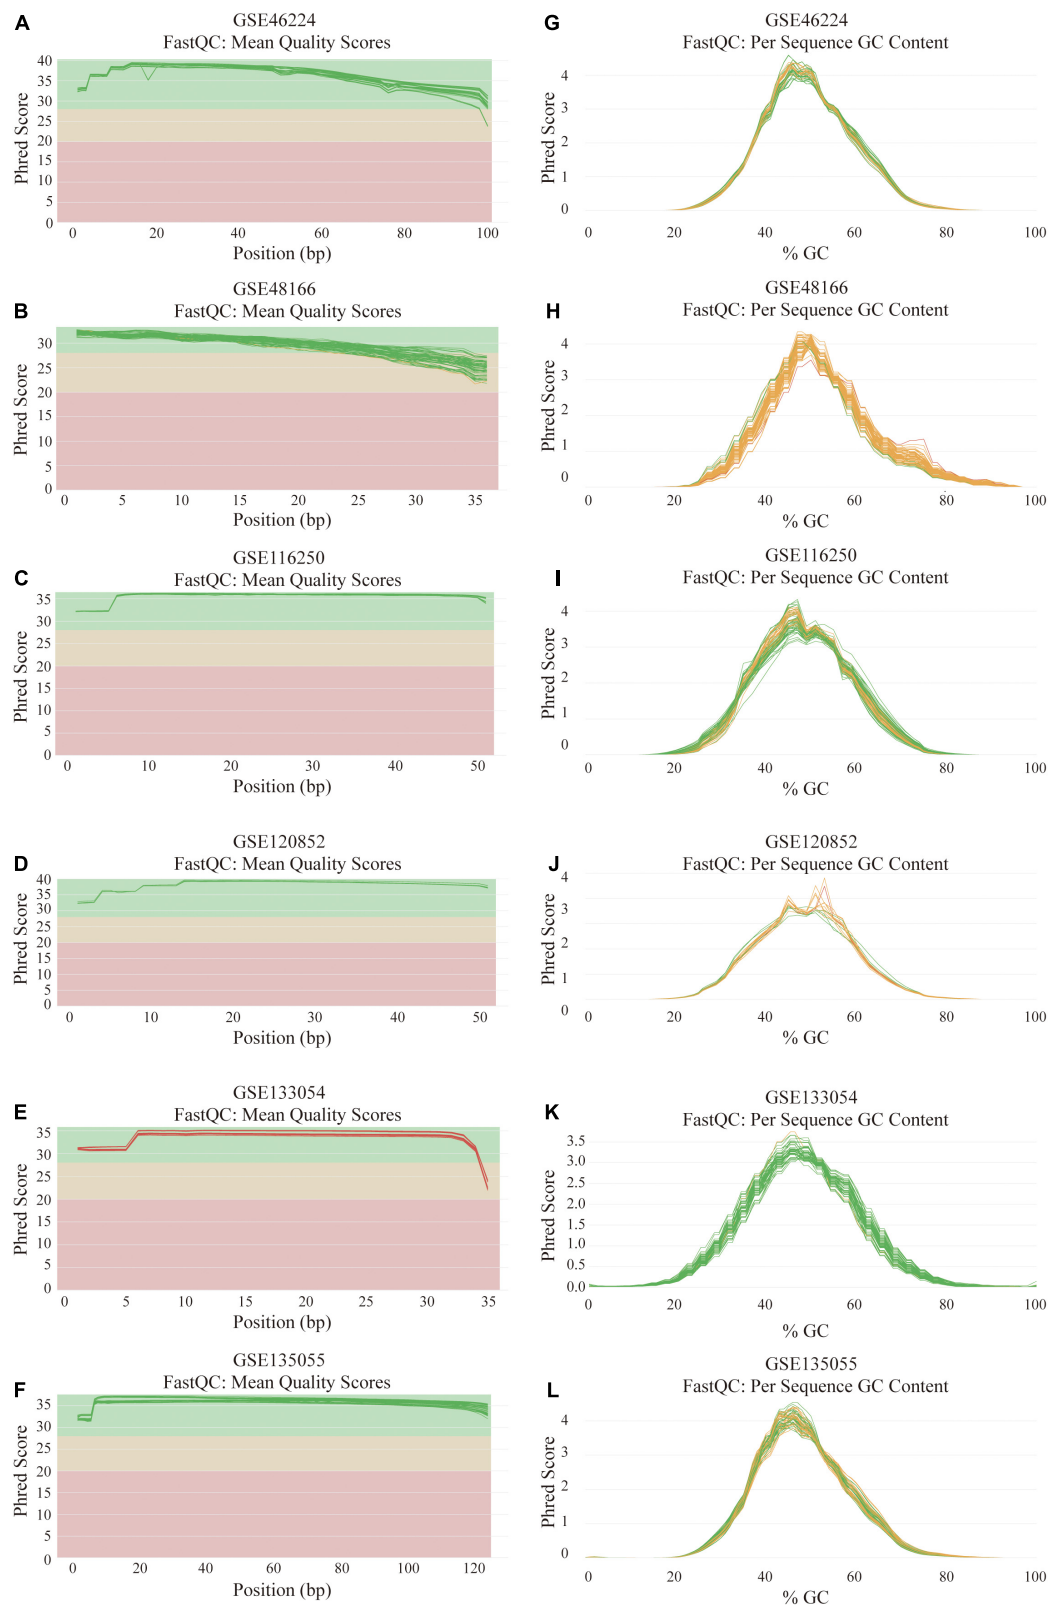 A
GSE46224
FastQC: Mean Quality Scores
Phred Score
40
35
30
25
20
15
10
5
0
0 20 40 60 80 100
Position (bp)
G
GSE46224
FastQC: Per Sequence GC Content
Phred Score
4
3
2
1
0
0 20 40 60 80 100
% GC
B
GSE48166
FastQC: Mean Quality Scores
Phred Score
30
25
20
15
10
5
0
0 5 10 15 20 25 30 35
Position (bp)
H
GSE48166
FastQC: Per Sequence GC Content
Phred Score
4
3
2
1
0
0 20 40 60 80 100
% GC
C
GSE116250
FastQC: Mean Quality Scores
Phred Score
35
30
25
20
15
10
5
0
0 10 20 30 40 50
Position (bp)
I
GSE116250
FastQC: Per Sequence GC Content
Phred Score
4
3
2
1
0
0 20 40 60 80 100
% GC
D
GSE120852
FastQC: Mean Quality Scores
Phred Score
40
35
30
25
20
15
10
5
0
0 10 20 30 40 50
Position (bp)
J
GSE120852
FastQC: Per Sequence GC Content
Phred Score
4
3
2
1
0
0 20 40 60 80 100
% GC
E
GSE133054
FastQC: Mean Quality Scores
Phred Score
35
30
25
20
15
10
5
0
0 5 10 15 20 25 30 35
Position (bp)
K
GSE133054
FastQC: Per Sequence GC Content
Phred Score
3.5
3.0
2.5
2.0
1.5
1.0
0.5
0.0
0 20 40 60 80 100
% GC
F
GSE135055
FastQC: Mean Quality Scores
Phred Score
35
30
25
20
15
10
5
0
0 20 40 60 80 100 120
Position (bp)
L
GSE135055
FastQC: Per Sequence GC Content
Phred Score
4
3
2
1
0
0 20 40 60 80 100
% GC